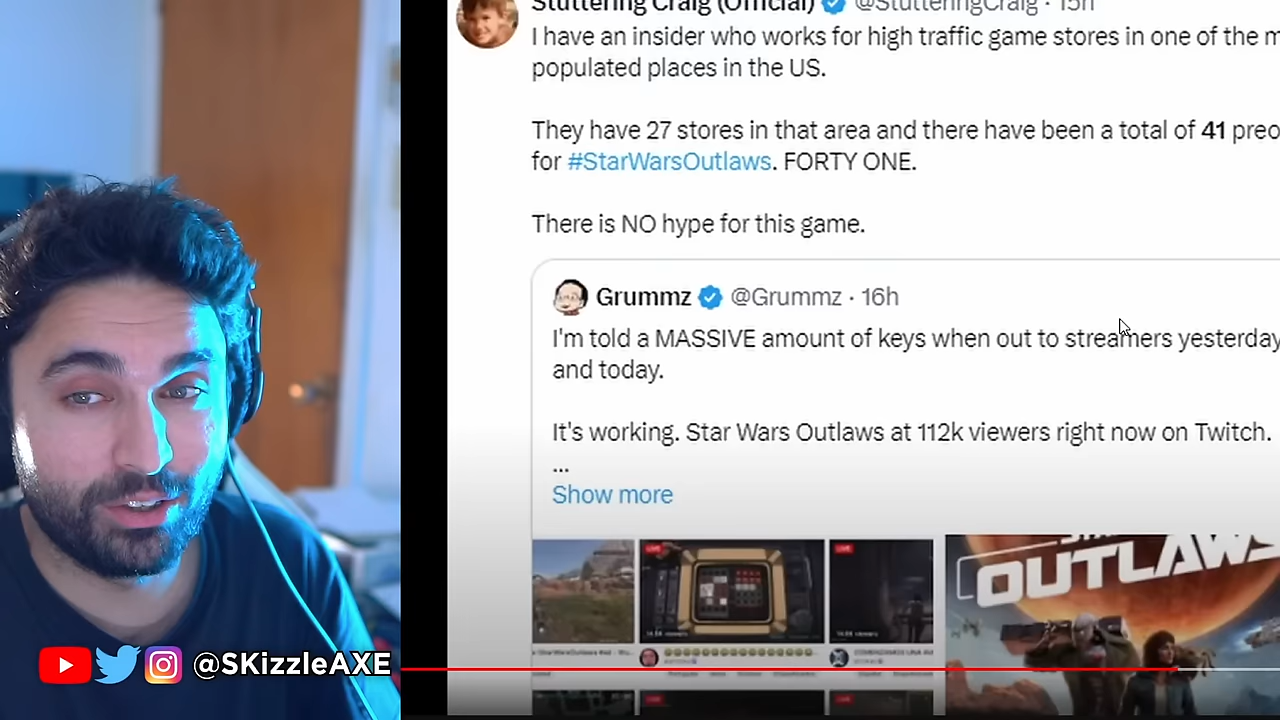 Stuttering Craig (Official) @StutteringCraig · 15h
I have an insider who works for high traffic game stores in one of the m
populated places in the US.
They have 27 stores in that area and there have been a total of 41 preo
for #StarWarsOutlaws. FORTY ONE.
There is NO hype for this game.
Grummz @Grummz · 16h
I'm told a MASSIVE amount of keys when out to streamers yesterday
and today.
It's working. Star Wars Outlaws at 112k viewers right now on Twitch.
...
Show more
LIVE
LIVE
OUTLAWS
@SKizzleAXE